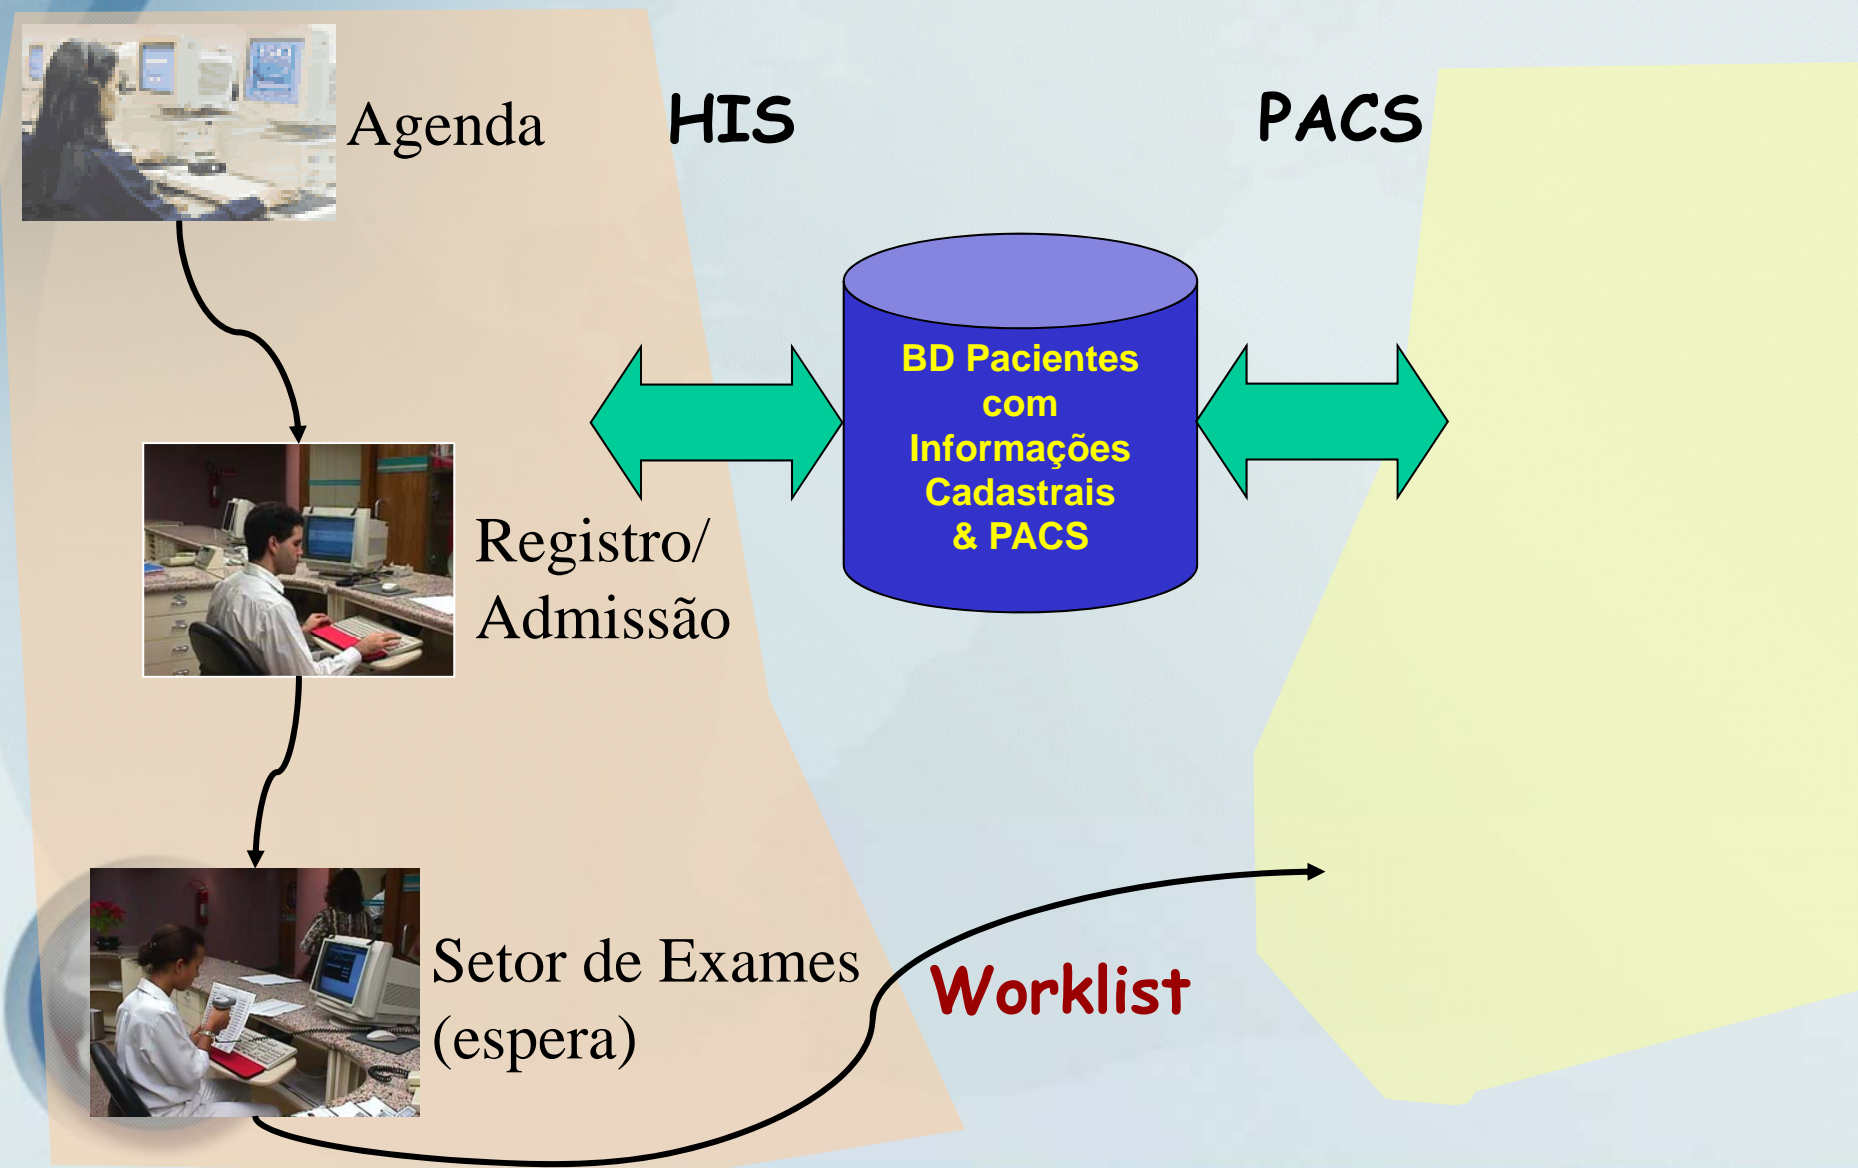 Agenda
HIS
PACS
BD Pacientes
com
Informações
Cadastrais
& PACS
Registro/
Admissão
Setor de Exames
(espera)
Worklist